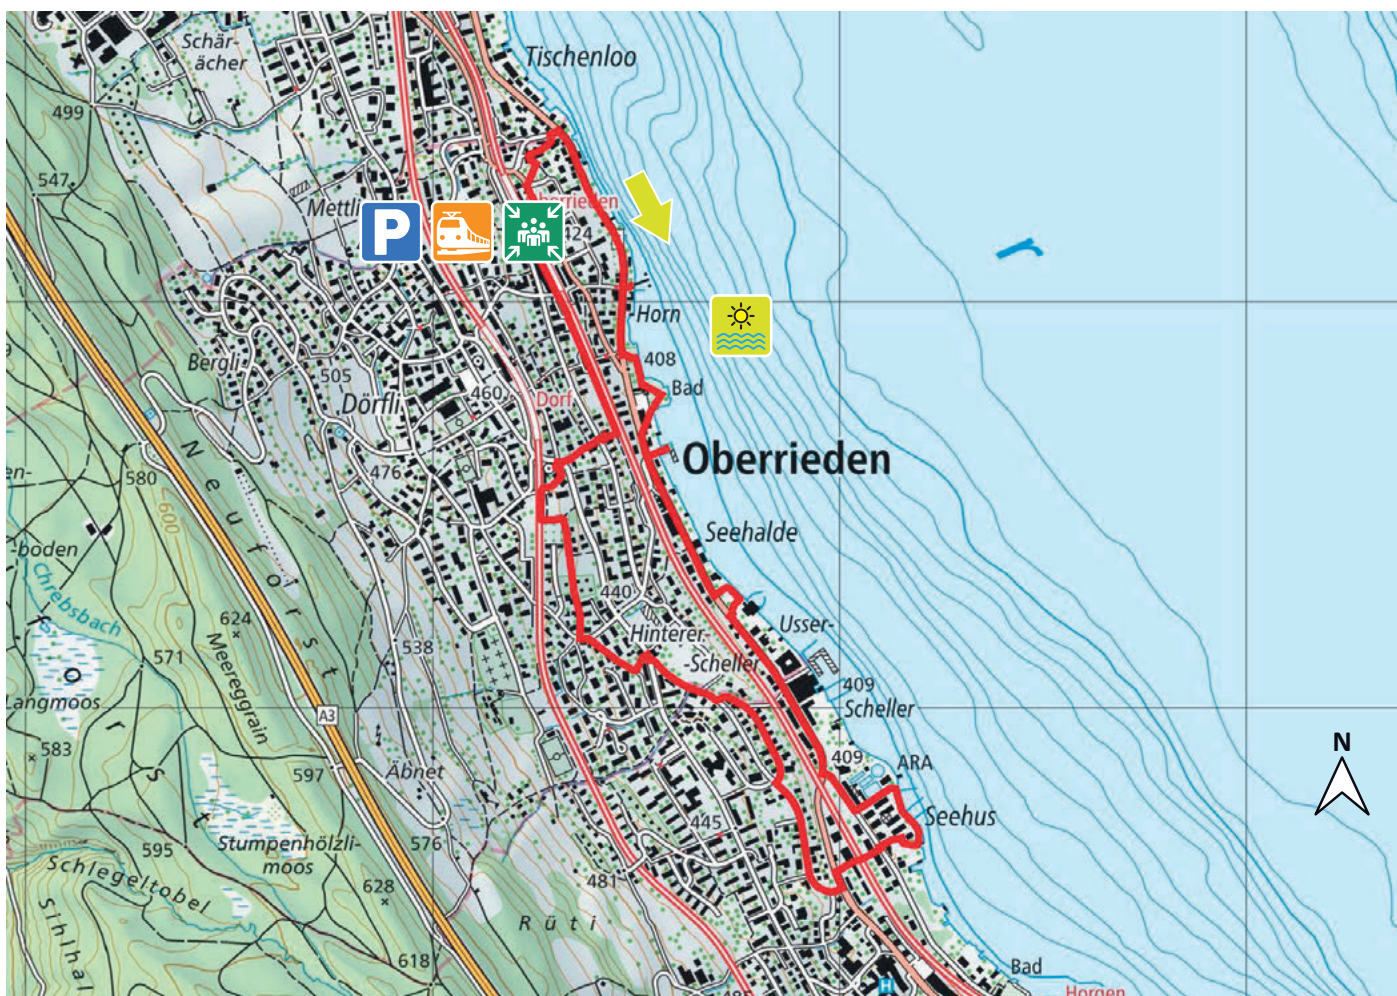 Tischenloo
Schär-
ächer
499
547
Mettli
P
Oberrieden
424
Horn
408
Bad
Bergli
505
Dörfli
460
Dorf
Oberrieden
476
580
600
Neuforst
Seehalde
-boden
Chrebsbach
624
440
Hinterer-
-Scheller
Usser-
Scheller
409
571
Meereggrain
538
Langmoos
583
A3
597
Äbnet
409
ARA
Seehus
N
445
Stumpenhölzli-
moos
576
595
Schlegeltobel
628
481
Rüti
Sihlhal
618
H
Bad
Horgen